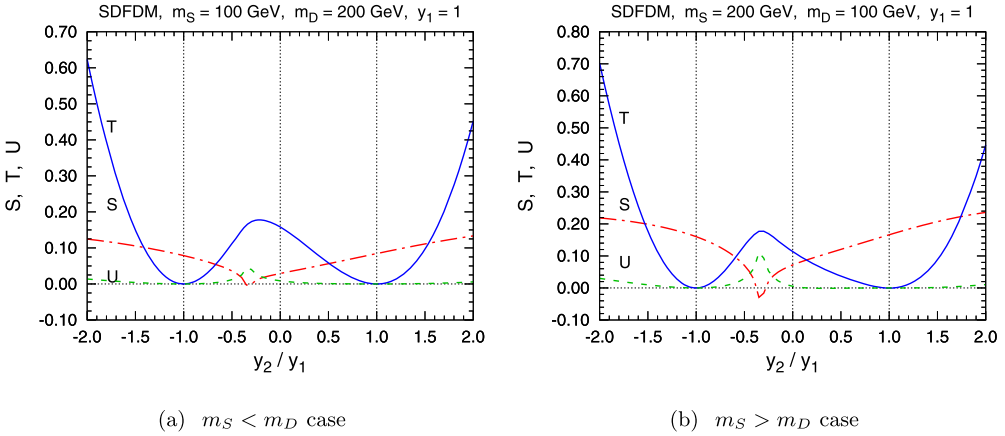 SDFDM, m_S = 100 GeV, m_D = 200 GeV, y_1 = 1
S, T, U
0.70
0.60
0.50
0.40
0.30
0.20
0.10
0.00
-0.10
T
S
U
-2.0 -1.5 -1.0 -0.5 0.0 0.5 1.0 1.5 2.0
y_2 / y_1
(a) m_S < m_D case
SDFDM, m_S = 200 GeV, m_D = 100 GeV, y_1 = 1
S, T, U
0.80
0.70
0.60
0.50
0.40
0.30
0.20
0.10
0.00
-0.10
T
S
U
-2.0 -1.5 -1.0 -0.5 0.0 0.5 1.0 1.5 2.0
y_2 / y_1
(b) m_S > m_D case